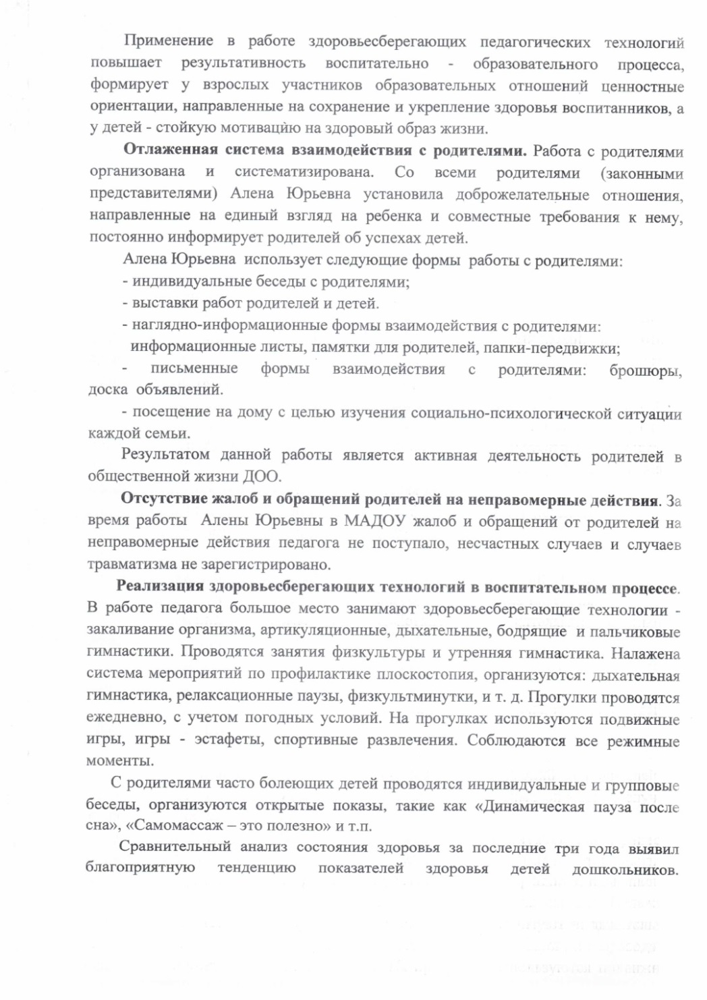 Применение в работе здоровьесберегающих педагогических технологий
повышает результативность воспитательно - образовательного процесса,
формирует у взрослых участников образовательных отношений ценностные
ориентации, направленные на сохранение и укрепление здоровья воспитанников, а
у детей - стойкую мотивацию на здоровый образ жизни.
Отлаженная система взаимодействия с родителями. Работа с родителями
организована и систематизирована. Со всеми родителями (законными
представителями) Алена Юрьевна установила доброжелательные отношения,
направленные на единый взгляд на ребенка и совместные требования к нему,
постоянно информирует родителей об успехах детей.
Алена Юрьевна использует следующие формы работы с родителями:
- индивидуальные беседы с родителями;
- выставки работ родителей и детей.
- наглядно-информационные формы взаимодействия с родителями:
информационные листы, памятки для родителей, папки-передвижки;
- письменные формы взаимодействия с родителями: брошюры,
доска объявлений.
- посещение на дому с целью изучения социально-психологической ситуации
каждой семьи.
Результатом данной работы является активная деятельность родителей в
общественной жизни ДОО.
Отсутствие жалоб и обращений родителей на неправомерные действия. За
время работы Алены Юрьевны в МАДОУ жалоб и обращений от родителей на
неправомерные действия педагога не поступало, несчастных случаев и случаев
травматизма не зарегистрировано.
Реализация здоровьесберегающих технологий в воспитательном процессе.
В работе педагога большое место занимают здоровьесберегающие технологии -
закаливание организма, артикуляционные, дыхательные, бодрящие и пальчиковые
гимнастики. Проводятся занятия физкультуры и утренняя гимнастика. Налажена
система мероприятий по профилактике плоскостопия, организуются: дыхательная
гимнастика, релаксационные паузы, физкультминутки, и т. д. Прогулки проводятся
ежедневно, с учетом погодных условий. На прогулках используются подвижные
игры, игры - эстафеты, спортивные развлечения. Соблюдаются все режимные
моменты.
С родителями часто болеющих детей проводятся индивидуальные и групповые
беседы, организуются открытые показы, такие как «Динамическая пауза после
сна», «Самомассаж – это полезно» и т.п.
Сравнительный анализ состояния здоровья за последние три года выявил
благоприятную тенденцию показателей здоровья детей дошкольников.